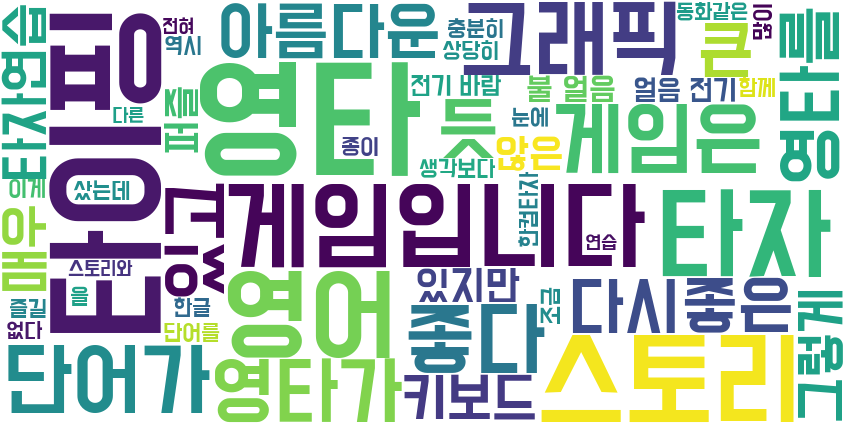 타자연습
타이핑
전혀
역시
아름다운
충분히
상당히
그래픽
동화같은
많이
큰
영타를
영타
전기 바람
불 얼음
얼음 전기
함께
퍼즐
다른
종이
듯
눈에
않은
게임은
생각보다
이게
샀는데
매우
있고
게임입니다
한컴타자
연습
타자
스토리와
을
즐길
없다
한글
단어를
영어
있지만
좋다
조금
다시
좋은
그렇게
단어가
영타가
키보드
스토리